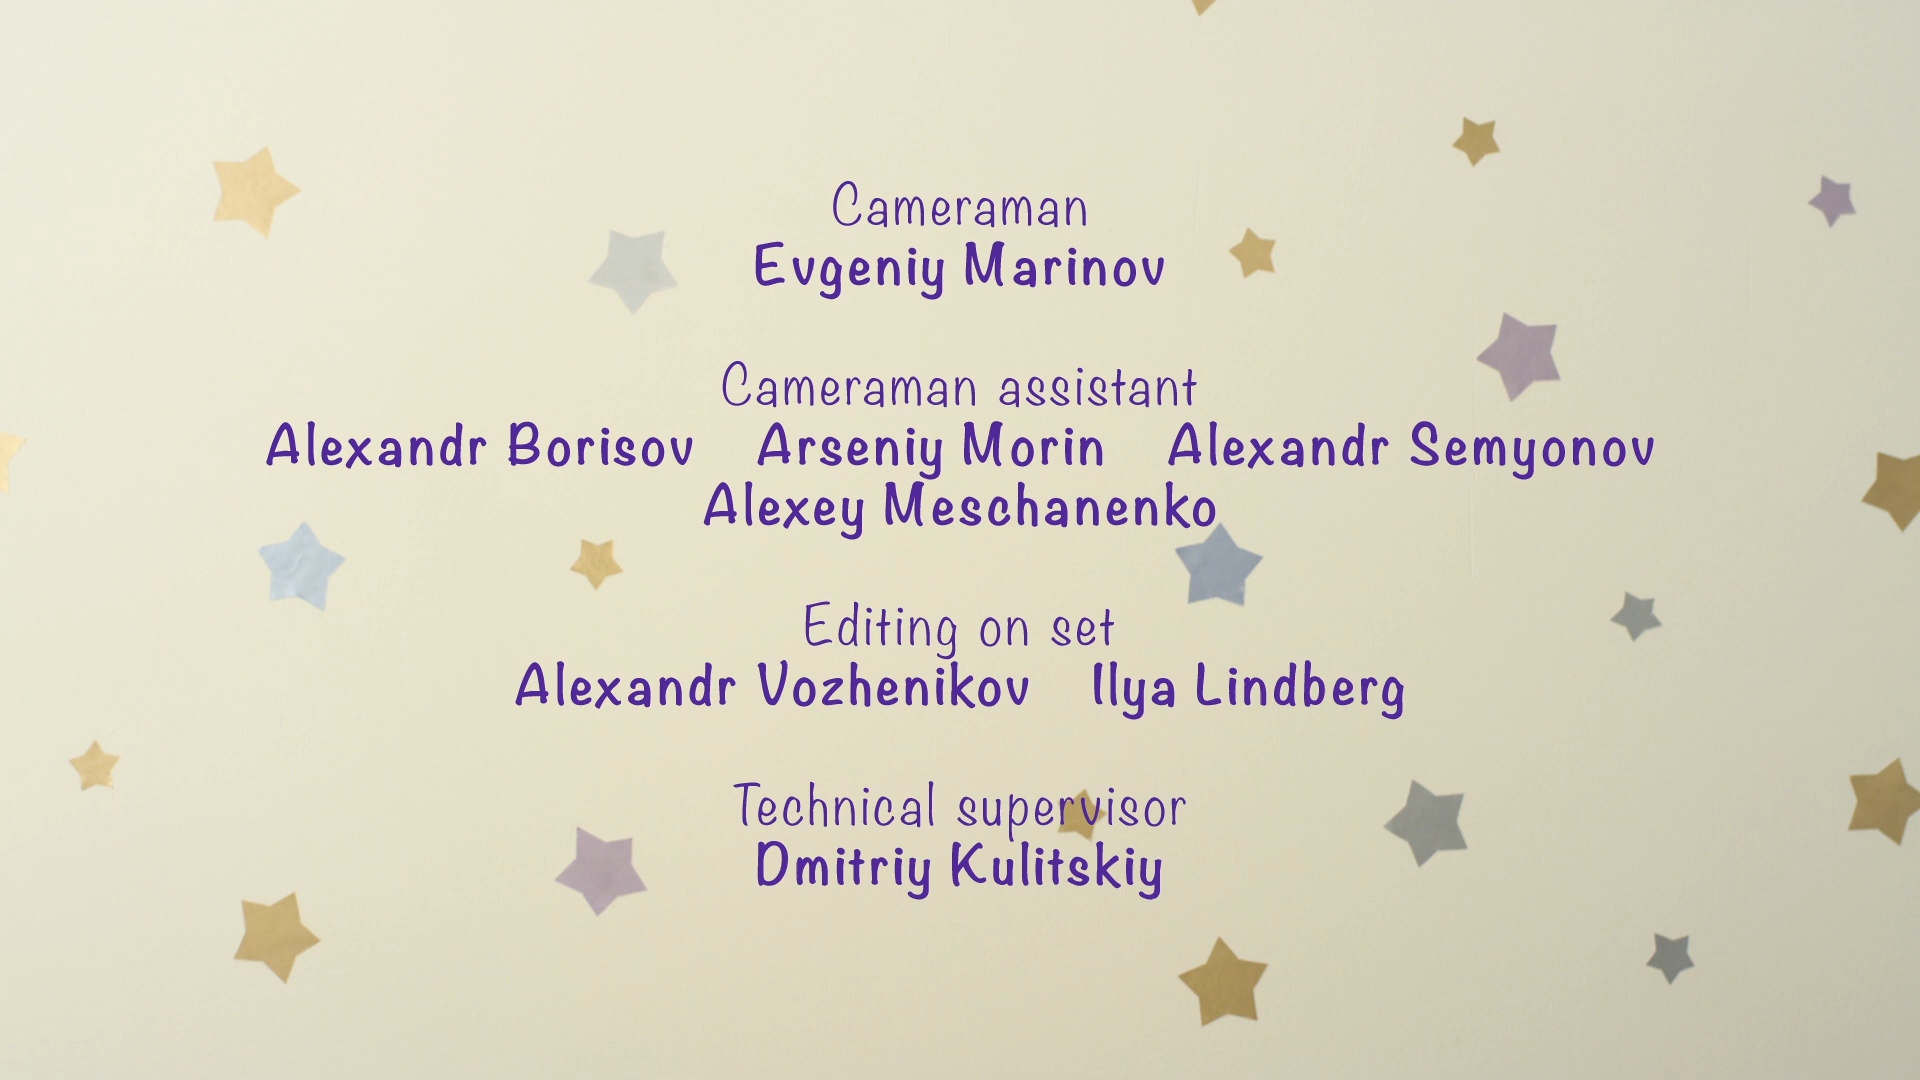 Cameraman
Evgeniy Marinov
Cameraman assistant
Alexandr Borisov Arseniy Morin Alexandr Semyonov
Alexey Meschanenko
Editing on set
Alexandr Vozhenikov Ilya Lindberg
Technical supervisor
Dmitriy Kulitskiy